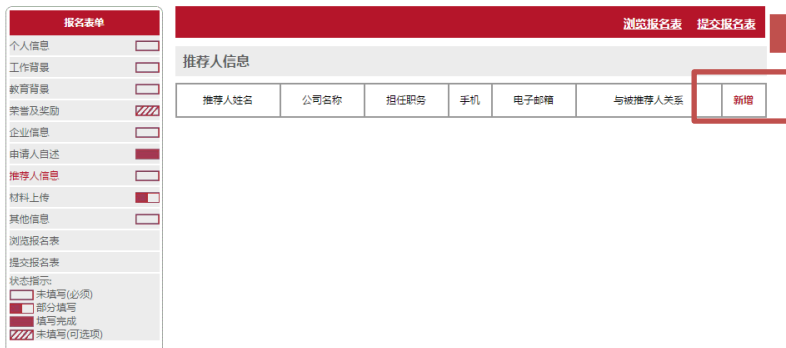 报名表单
个人信息
工作背景
教育背景
荣誉及奖励
企业信息
申请人自述
推荐人信息
材料上传
其他信息
浏览报名表
提交报名表
状态指示:
未填写(必须)
部分填写
填写完成
未填写(可选项)
浏览报名表 提交报名表
推荐人信息
推荐人姓名 公司名称 担任职务 手机 电子邮箱 与被推荐人关系 新增